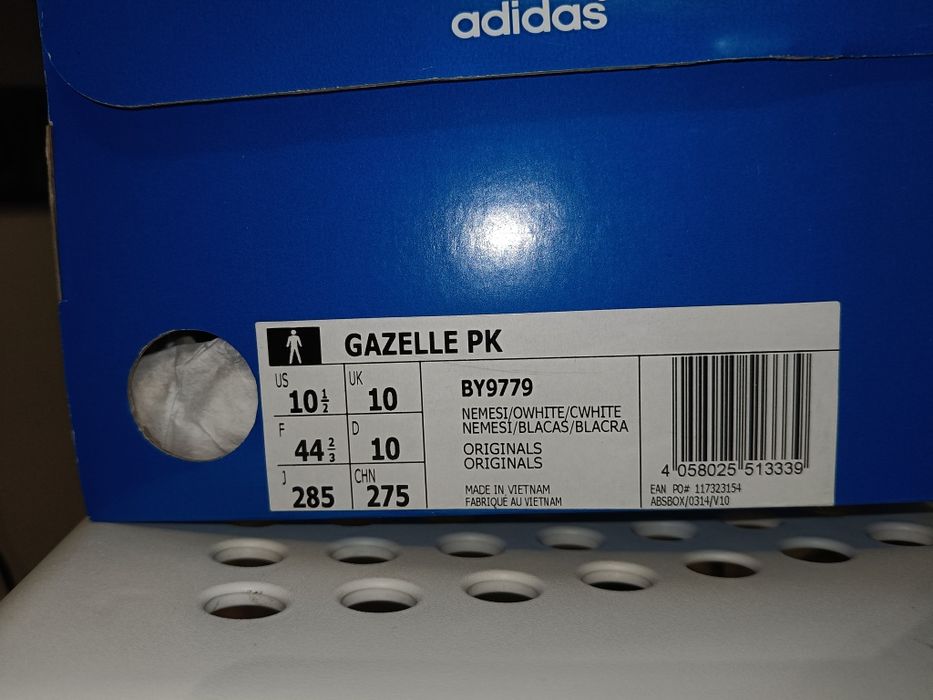 adidas
GAZELLE PK
US
10 1/2
UK
10
F
44 2/3
D
10
J
285
CHN
275
BY9779
NEMESI/OWHITE/CWHITE
NEMESI/BLACAS/BLACRA
ORIGINALS
ORIGINALS
MADE IN VIETNAM
FABRIQUÉ AU VIETNAM
4 058025 513339
EAN PO# 117323154
ABSBOX/0314/V10